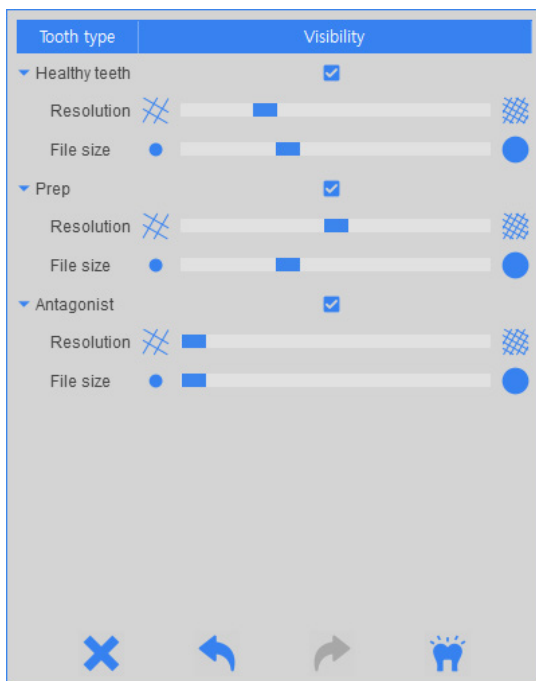 Tooth type Visibility
Healthy teeth
Resolution
File size
Prep
Resolution
File size
Antagonist
Resolution
File size